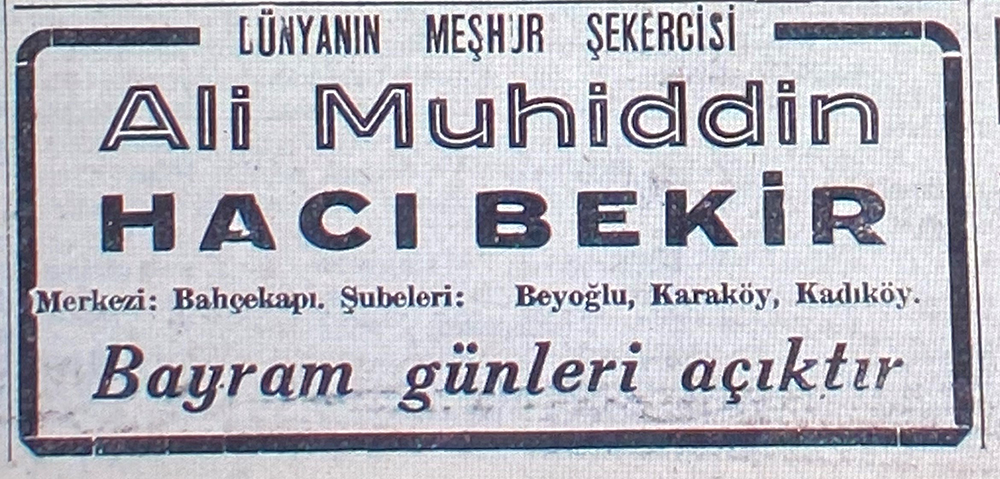 DÜNYANIN MEŞHUR ŞEKERCİSİ
Ali Muhiddin
HACI BEKİR
Merkezi: Bahçekapı. Şubeleri: Beyoğlu, Karaköy, Kadıköy.
Bayram günleri açıktır